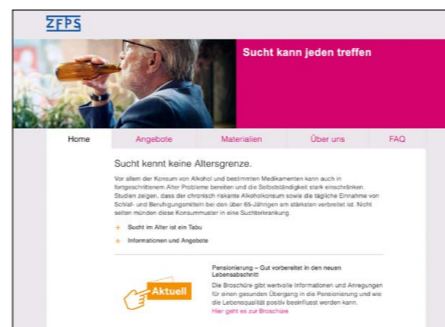 ZFPS
Sucht kann jeden treffen
Home Angebote Materialien Über uns FAQ
Sucht kennt keine Altersgrenze.
Vor allem der Konsum von Alkohol und bestimmten Medikamenten kann auch in
fortgeschrittenem Alter Probleme bereiten und die Selbstständigkeit stark einschränken.
Studien zeigen, dass der chronisch riskante Alkoholkonsum sowie die tägliche Einnahme von
Schlaf- und Beruhigungsmitteln bei den über 65-Jährigen am stärksten verbreitet ist. Nicht
selten münden diese Konsummuster in eine Suchterkrankung.
+ Sucht im Alter ist ein Tabu
+ Informationen und Angebote
Aktuell
Pensionierung – Gut vorbereitet in den neuen
Lebensabschnitt
Die Broschüre gibt wertvolle Informationen und Anregungen
für einen gesunden Übergang in die Pensionierung und wie
die Lebensqualität positiv beeinflusst werden kann.
Hier geht es zur Broschüre